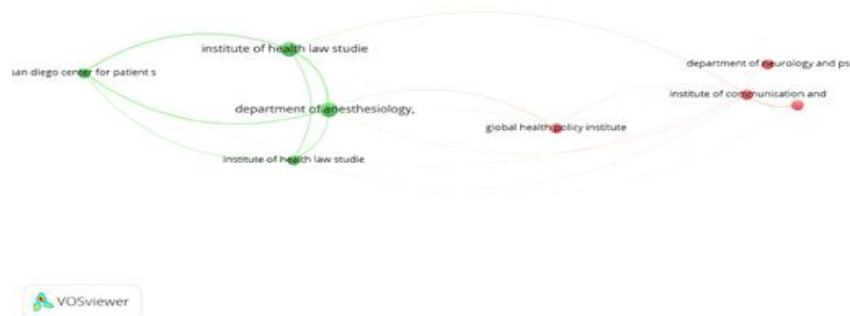 institute of health law studie
department of neurology and ps
san diego center for patient s
institute of communication and
department of anesthesiology,
global health policy institute
institute of health law studie
VOSviewer